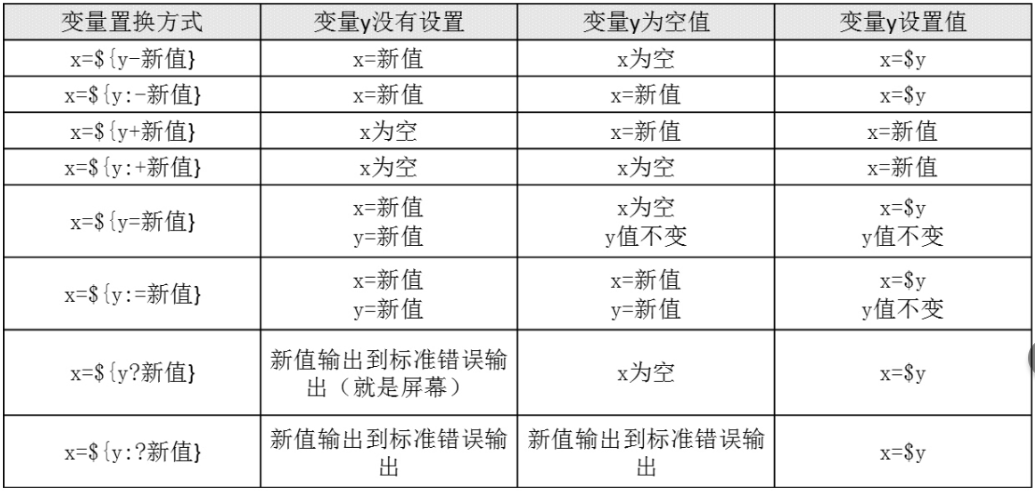 变量置换方式 变量y没有设置 变量y为空值 变量y设置值
x=${y-新值} x=新值 x为空 x=$y
x=${y:-新值} x=新值 x=新值 x=$y
x=${y+新值} x为空 x=新值 x=新值
x=${y:+新值} x为空 x为空 x=新值
x=${y=新值} x=新值 x为空 x=$y
y=新值 y值不变 y值不变
x=${y:=新值} x=新值 x=新值 x=$y
y=新值 y=新值 y值不变
x=${y?新值} 新值输出到标准错误输 x为空 x=$y
出（就是屏幕）
x=${y:?新值} 新值输出到标准错误输 新值输出到标准错误输 x=$y
出 出